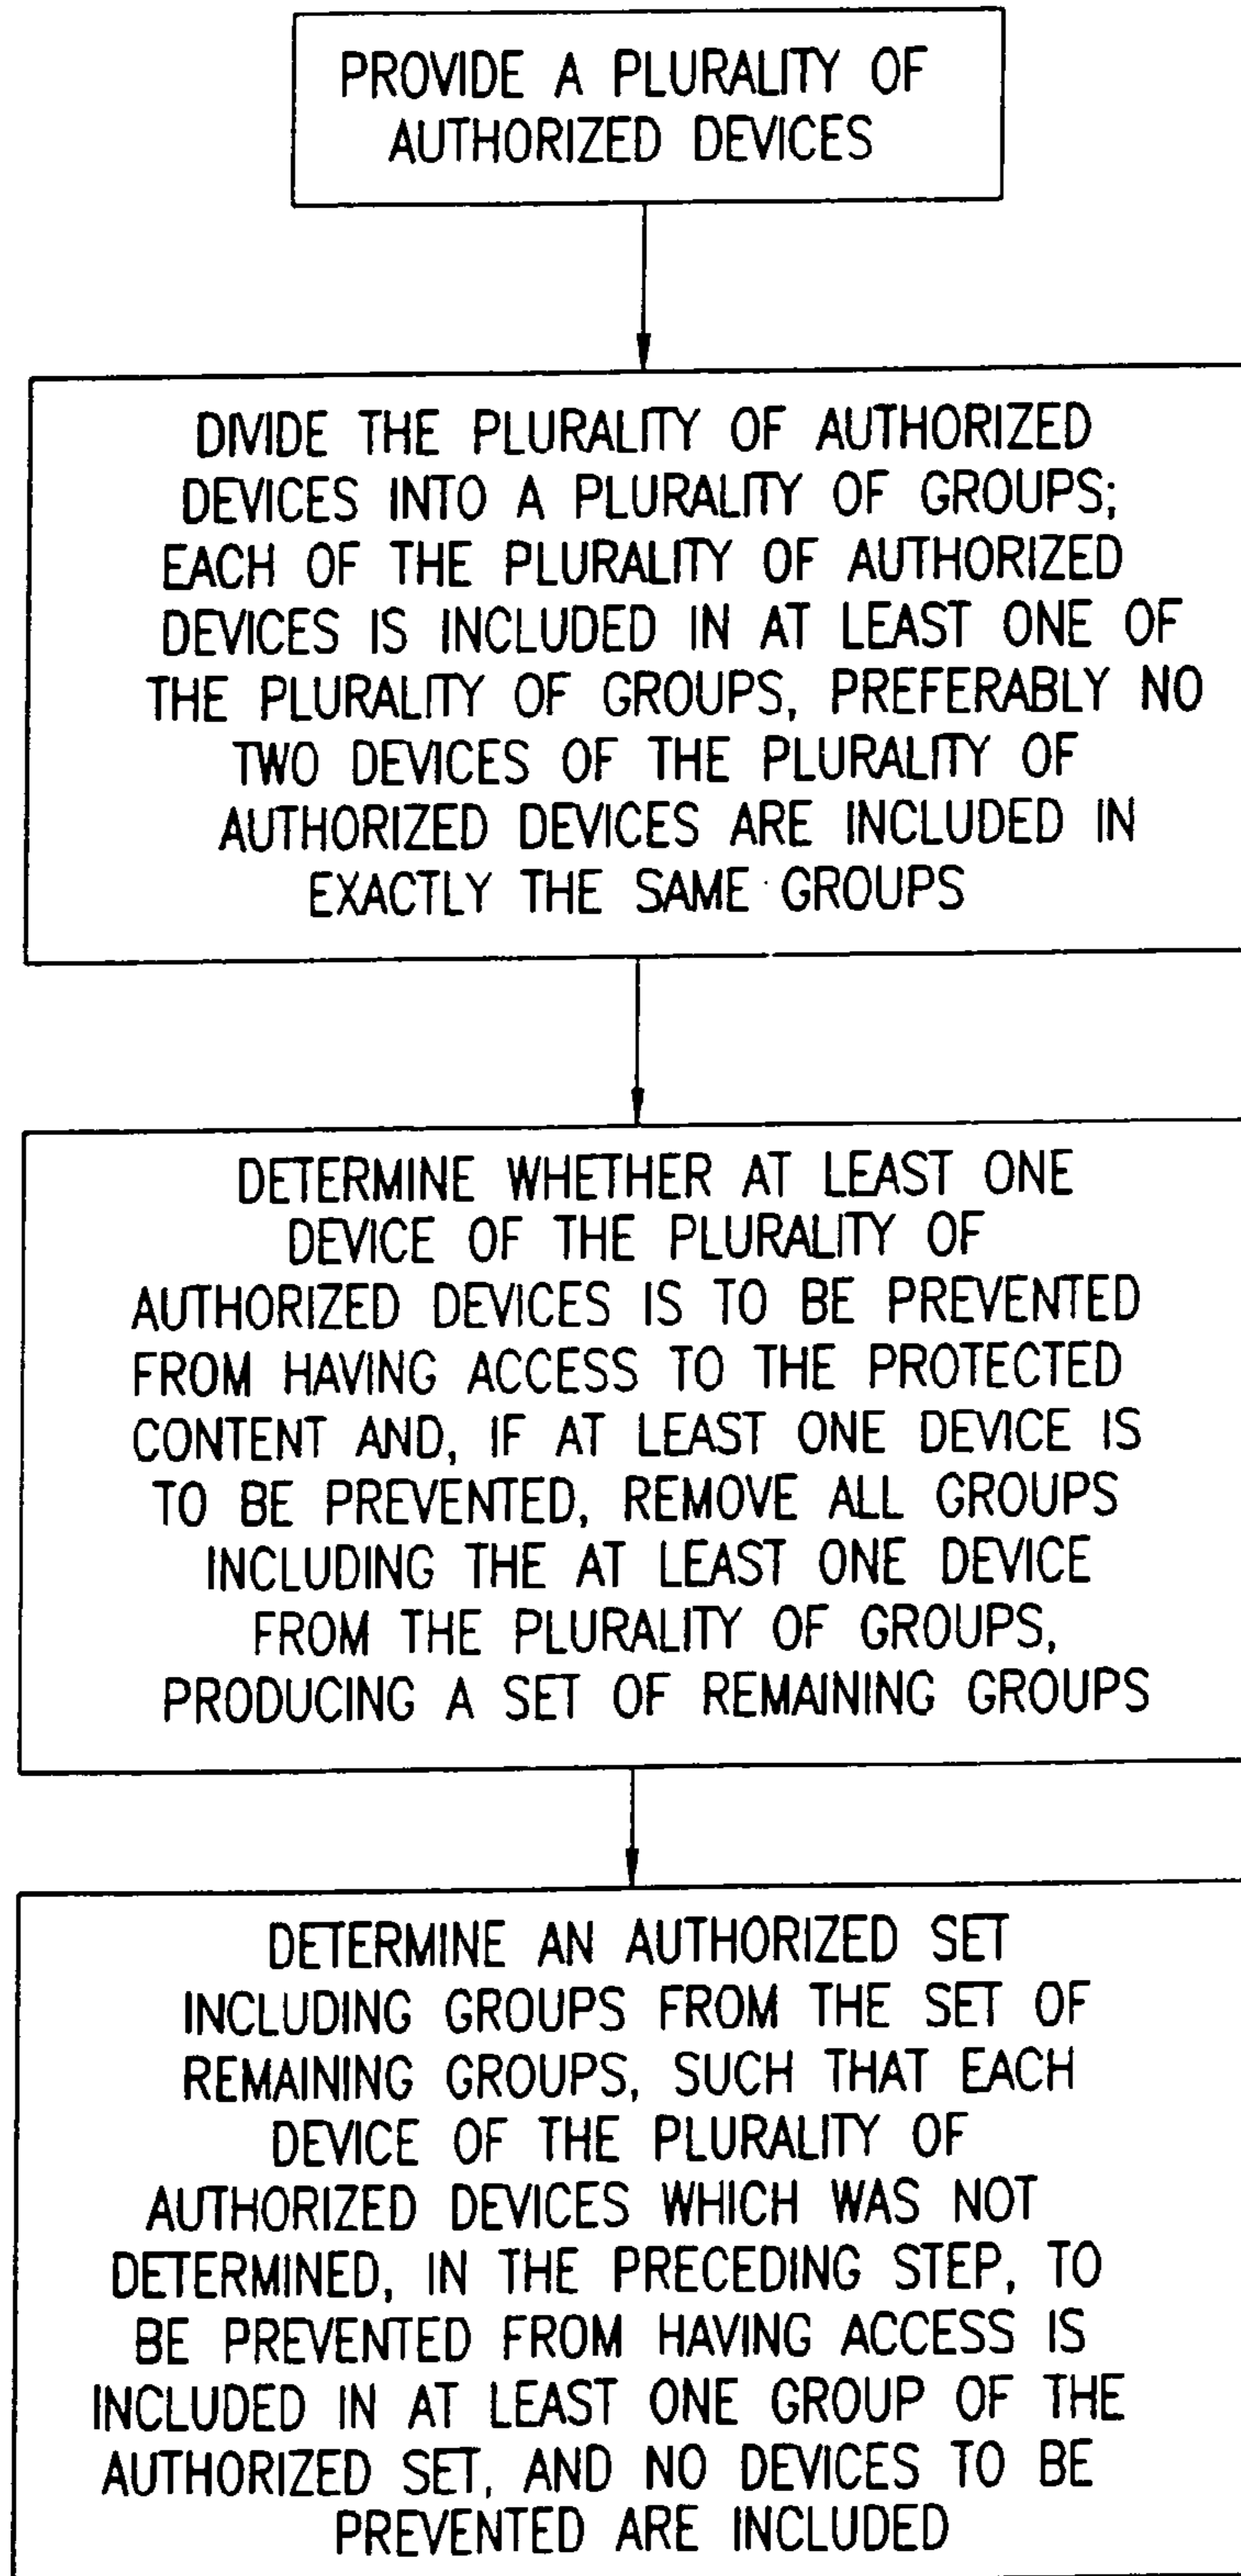 PROVIDE A PLURALITY OF
AUTHORIZED DEVICES
DIVIDE THE PLURALITY OF AUTHORIZED
DEVICES INTO A PLURALITY OF GROUPS;
EACH OF THE PLURALITY OF AUTHORIZED
DEVICES IS INCLUDED IN AT LEAST ONE OF
THE PLURALITY OF GROUPS, PREFERABLY NO
TWO DEVICES OF THE PLURALITY OF
AUTHORIZED DEVICES ARE INCLUDED IN
EXACTLY THE SAME GROUPS
DETERMINE WHETHER AT LEAST ONE
DEVICE OF THE PLURALITY OF
AUTHORIZED DEVICES IS TO BE PREVENTED
FROM HAVING ACCESS TO THE PROTECTED
CONTENT AND, IF AT LEAST ONE DEVICE IS
TO BE PREVENTED, REMOVE ALL GROUPS
INCLUDING THE AT LEAST ONE DEVICE
FROM THE PLURALITY OF GROUPS,
PRODUCING A SET OF REMAINING GROUPS
DETERMINE AN AUTHORIZED SET
INCLUDING GROUPS FROM THE SET OF
REMAINING GROUPS, SUCH THAT EACH
DEVICE OF THE PLURALITY OF
AUTHORIZED DEVICES WHICH WAS NOT
DETERMINED, IN THE PRECEDING STEP, TO
BE PREVENTED FROM HAVING ACCESS IS
INCLUDED IN AT LEAST ONE GROUP OF THE
AUTHORIZED SET, AND NO DEVICES TO BE
PREVENTED ARE INCLUDED